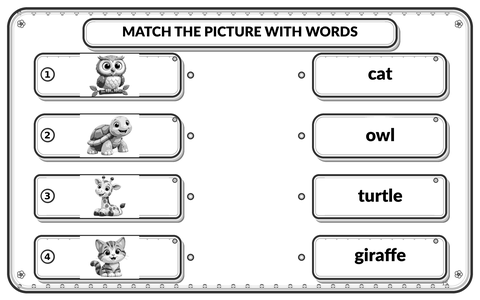 MATCH THE PICTURE WITH WORDS
1
cat
2
owl
3
turtle
4
giraffe